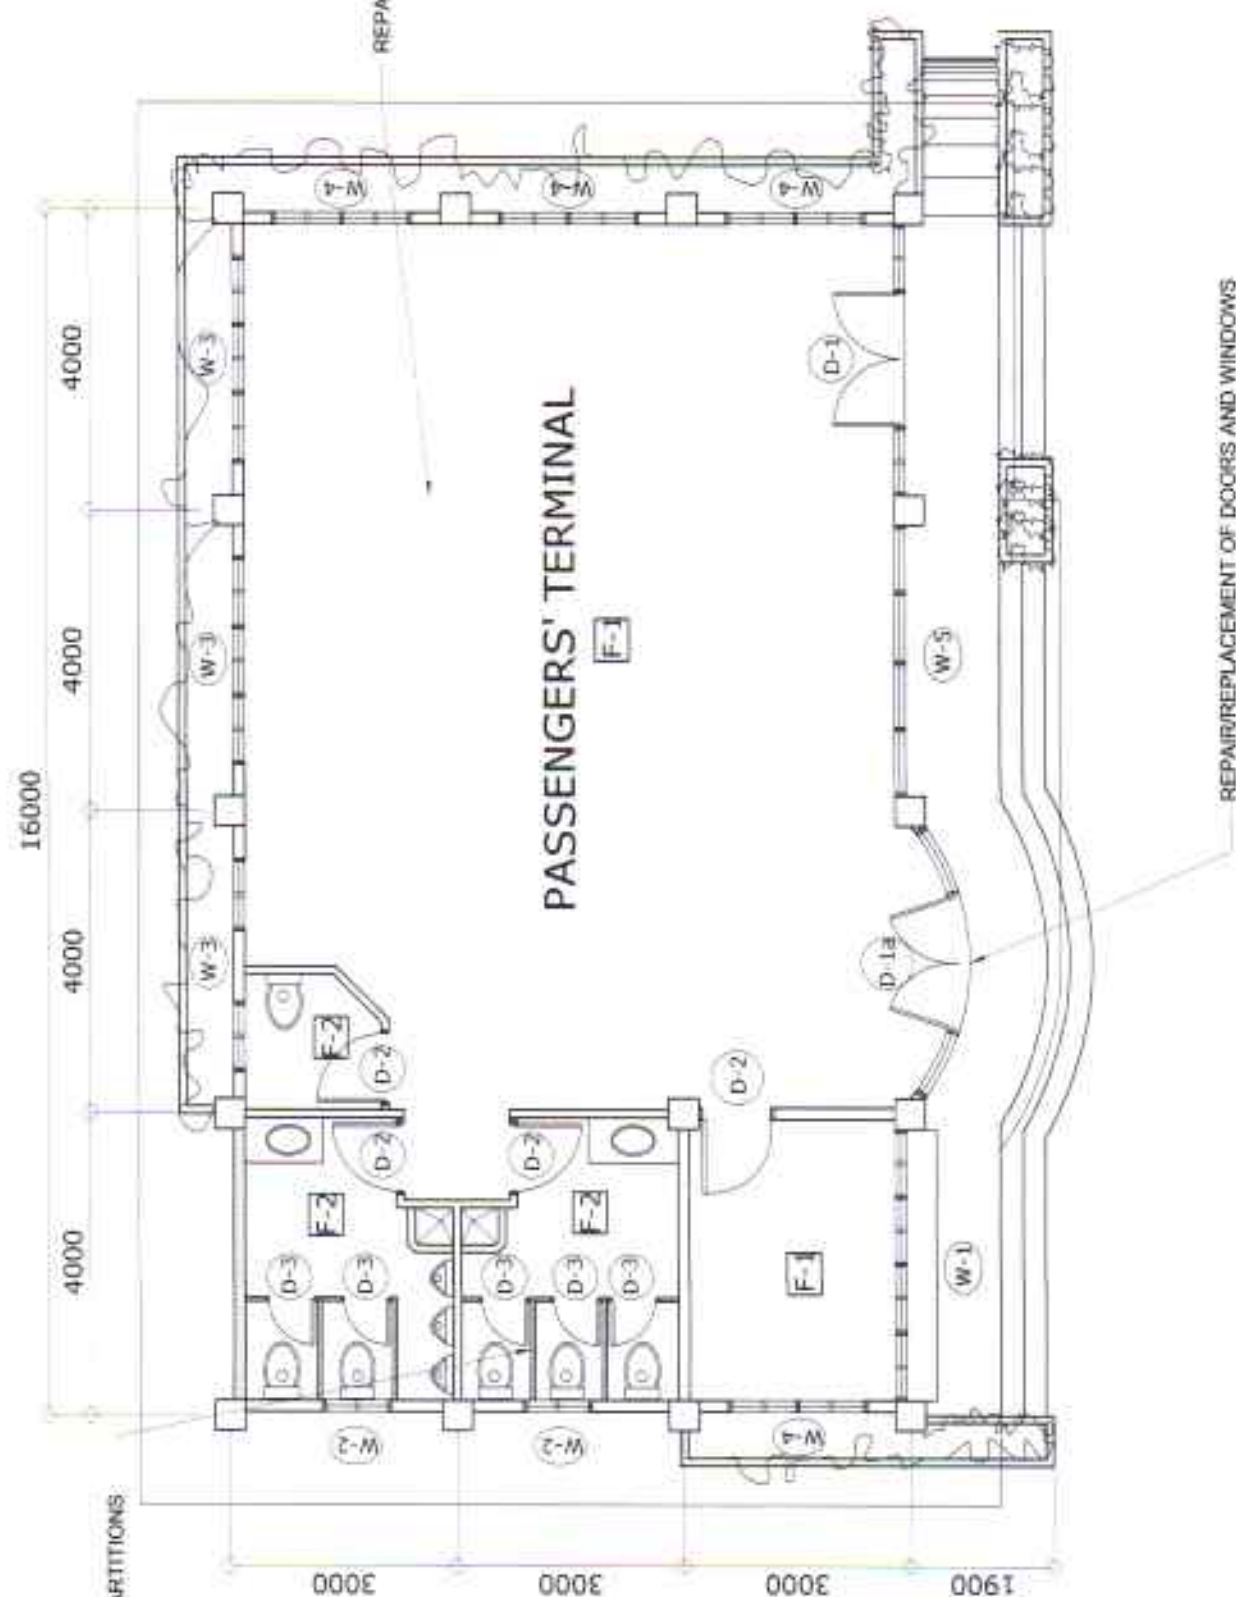 16000
4000
4000
4000
4000
W-3
W-3
W-3
W-4
W-4
W-4
REPA
PASSENGERS' TERMINAL
F-1
D-1
D-1a
W-5
F-2
D-2
D-2
D-2
D-2
F-2
F-2
D-3
D-3
D-3
D-3
D-3
F-1
W-1
W-2
W-2
W-4
3000
3000
3000
1900
ARTITIONS
REPAIR/REPLACEMENT OF DOORS AND WINDOWS